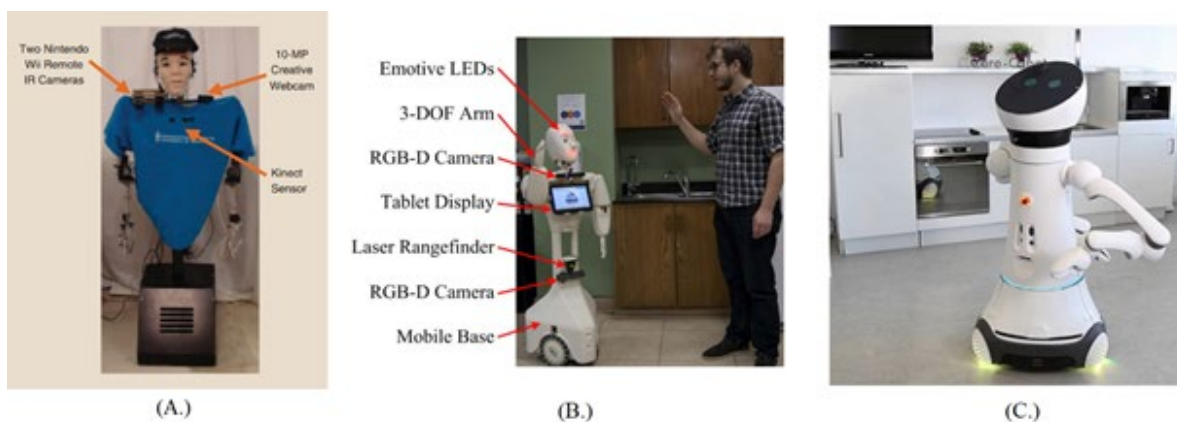 Two Nintendo
Wii Remote
IR Cameras
10-MP
Creative
Webcam
Kinect
Sensor
(A.)
Emotive LEDs
3-DOF Arm
RGB-D Camera
Tablet Display
Laser Rangefinder
RGB-D Camera
Mobile Base
(B.)
(C.)